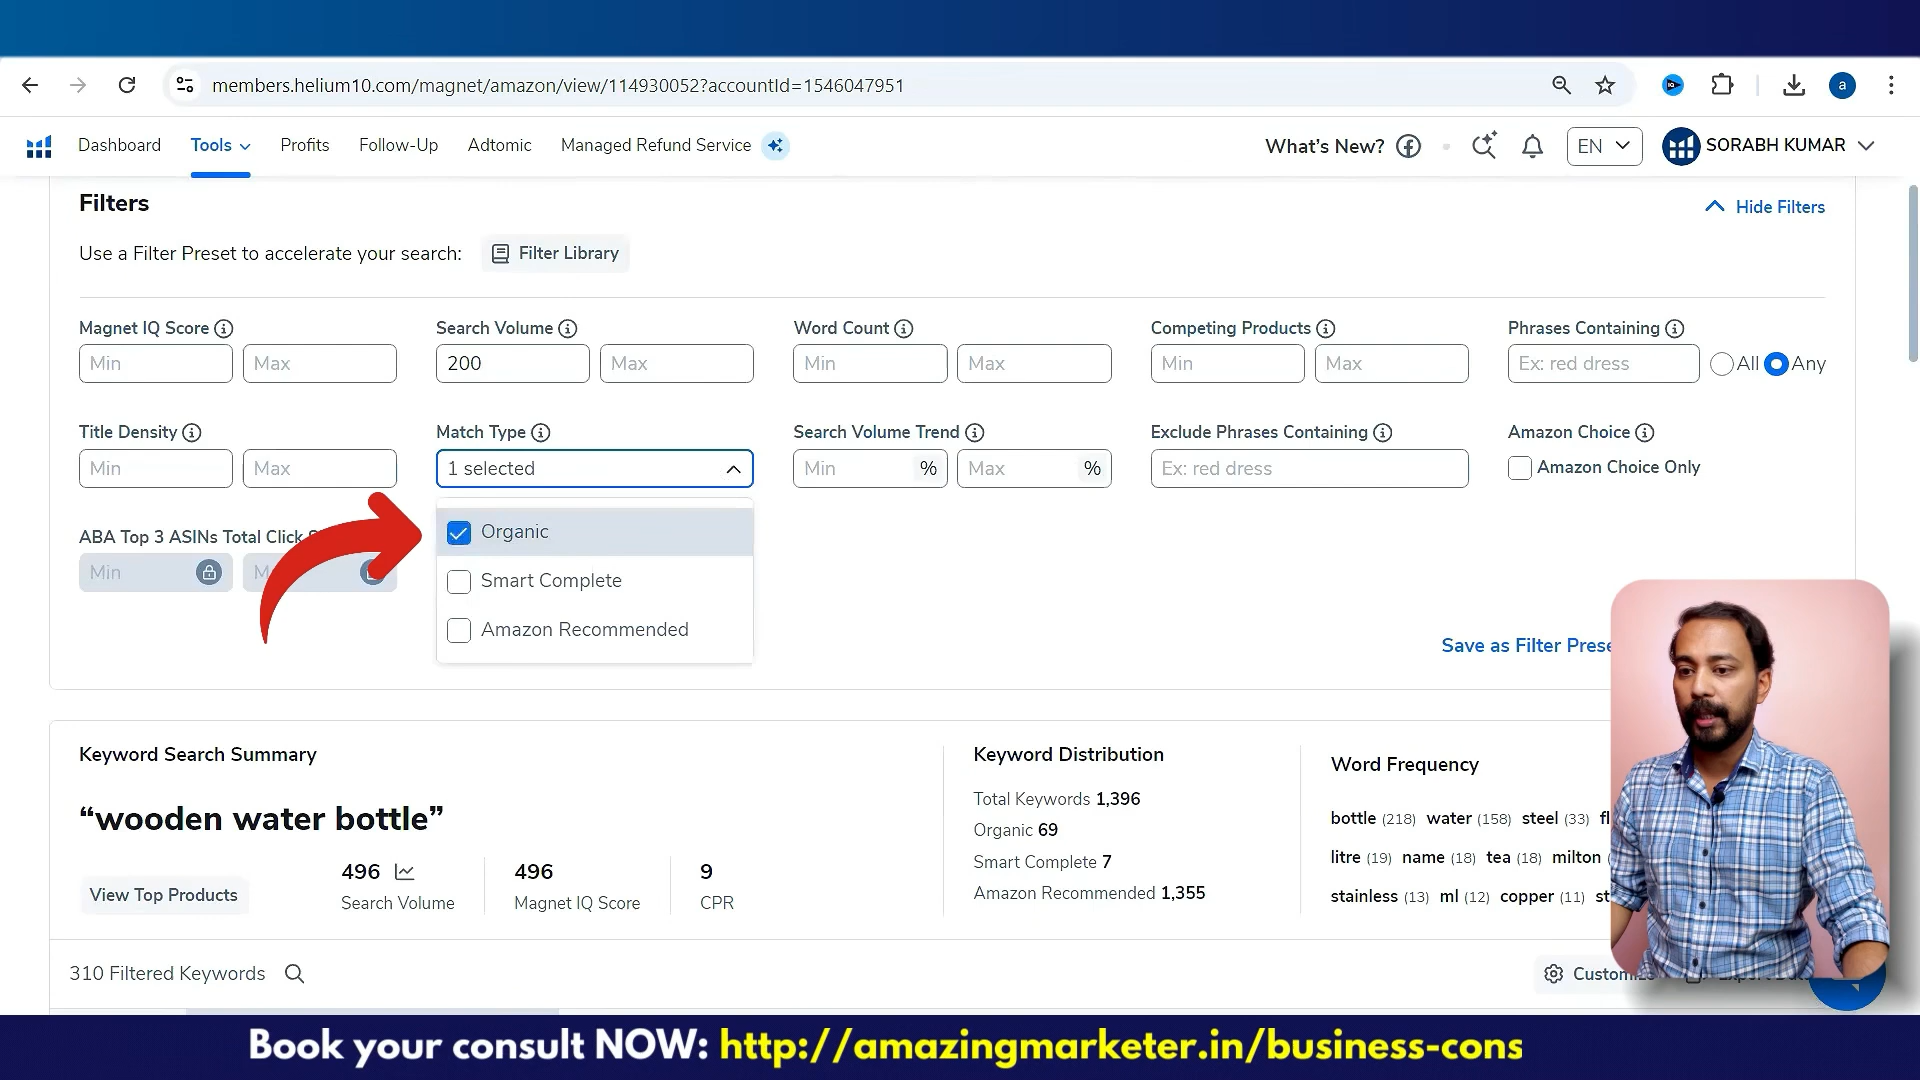 members.helium10.com/magnet/amazon/view/114930052?accountId=1546047951
a
Dashboard Tools Profits Follow-Up Adtomic Managed Refund Service What's New? EN SORABH KUMAR
Filters
Hide Filters
Use a Filter Preset to accelerate your search: Filter Library
Magnet IQ Score Search Volume Word Count Competing Products Phrases Containing
Min Max 200 Max Min Max Min Max Ex: red dress All Any
Title Density Match Type Search Volume Trend Exclude Phrases Containing Amazon Choice
Min Max 1 selected Min % Max % Ex: red dress Amazon Choice Only
Organic
ABA Top 3 ASINs Total Click
Min
Smart Complete
Amazon Recommended
Save as Filter Prese
Keyword Search Summary Keyword Distribution Word Frequency
"wooden water bottle"
Total Keywords 1,396
Organic 69
Smart Complete 7
Amazon Recommended 1,355
bottle (218) water (158) steel (33) fl
litre (19) name (18) tea (18) milton
stainless (13) ml (12) copper (11) st
View Top Products
496 496 9
Search Volume Magnet IQ Score CPR
310 Filtered Keywords
Customize
Book your consult NOW: http://amazingmarketer.in/business-cons